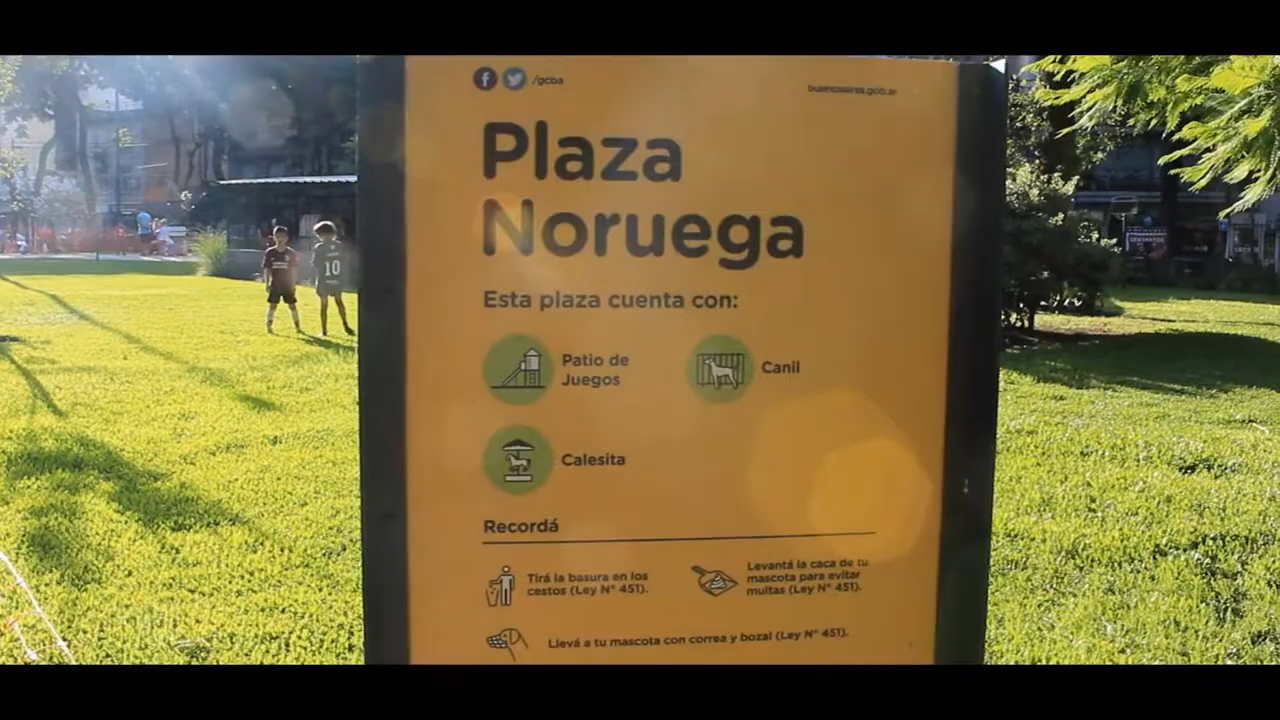 /gcba
buenosaires.gob.ar
Plaza
Noruega
Esta plaza cuenta con:
Patio de
Juegos
Canil
Calesita
Recordá
Tirá la basura en los
cestos (Ley N° 451).
Levantá la caca de tu
mascota para evitar
multas (Ley N° 451).
Llevá a tu mascota con correa y bozal (Ley N° 451).
10